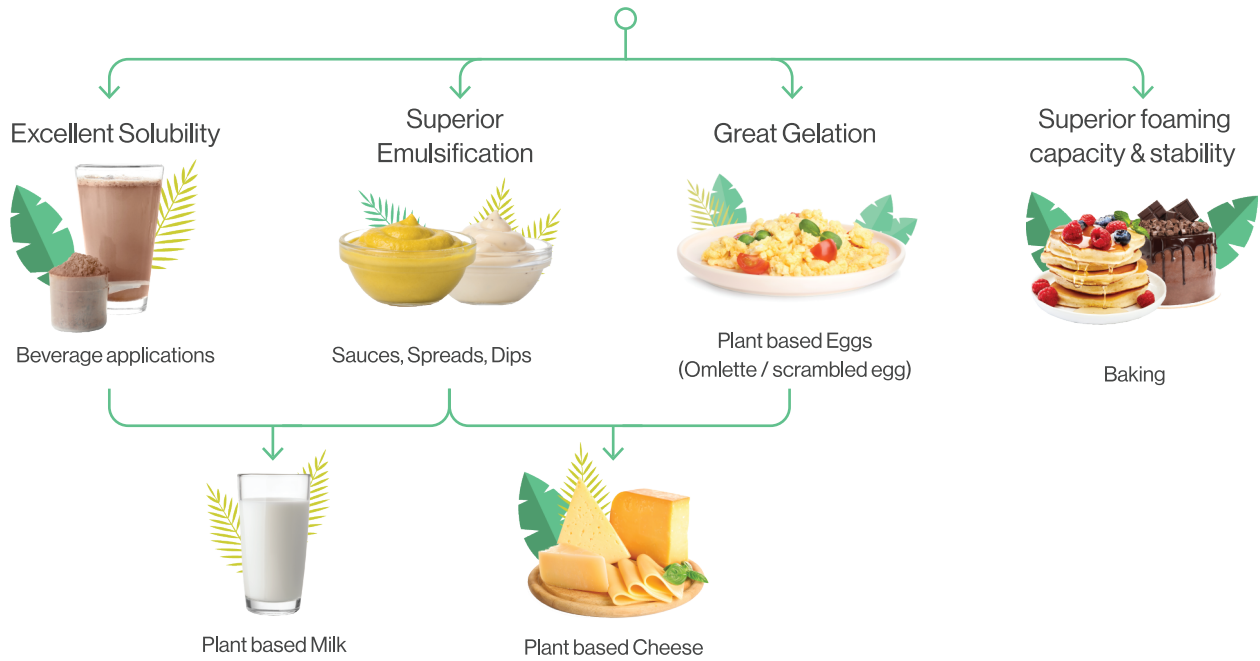 Excellent Solubility
Superior
Emulsification
Great Gelation
Superior foaming
capacity & stability
Beverage applications
Sauces, Spreads, Dips
Plant based Eggs
(Omlette / scrambled egg)
Baking
Plant based Milk
Plant based Cheese